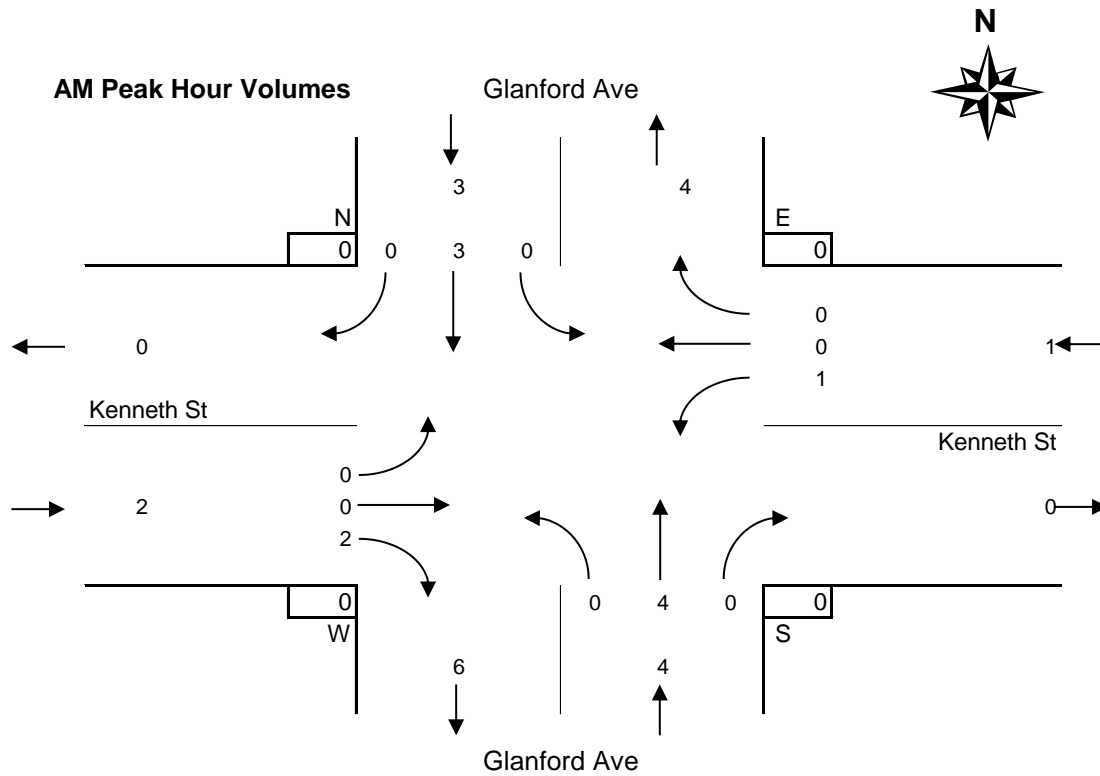 N
AM Peak Hour Volumes Glanford Ave
3 4
N E
0 0 3 0 0
0
0 0 1
1
Kenneth St
Kenneth St
0
2 0 0
2
0 0 4 0 0
W S
6 4
Glanford Ave